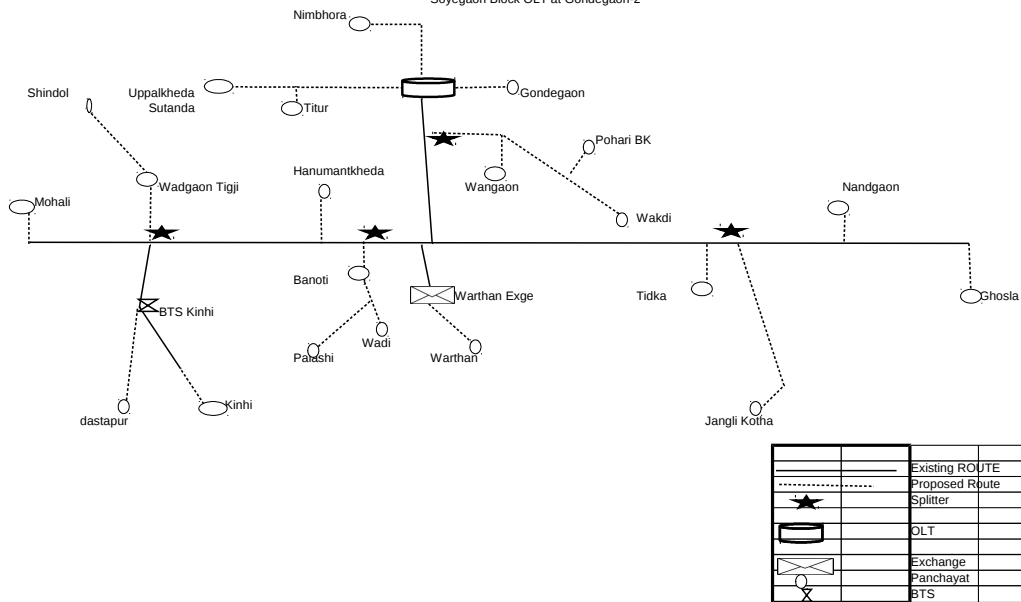 Soyegaon Block OLT at Gondegaon-2
Nimbhora
Shindol
Uppalkheda
Sutanda
Titur
Gondegaon
Pohari BK
Hanumantkheda
Wadgaon Tigji
Wangaon
Nandgaon
Mohali
Wakdi
Banoti
Warthan Exge
Tidka
Ghosla
BTS Kinhi
Wadi
Palashi
Warthan
Kinhi
dastapur
Jangli Kotha
Existing ROUTE
Proposed Route
Splitter
OLT
Exchange
Panchayat
BTS